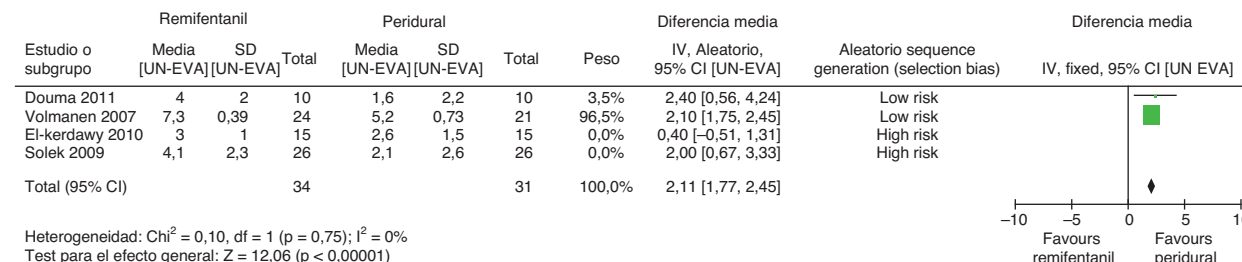 Remifentanil Peridural Diferencia media Diferencia media
Estudio o subgrupo Media [UN-EVA] SD [UN-EVA] Total Media [UN-EVA] SD [UN-EVA] Total Peso IV, Aleatorio, 95% CI [UN-EVA] Aleatorio sequence generation (selection bias) IV, fixed, 95% CI [UN EVA]
Douma 2011 4 2 10 1,6 2,2 10 3,5% 2,40 [0,56, 4,24] Low risk
Volmanen 2007 7,3 0,39 24 5,2 0,73 21 96,5% 2,10 [1,75, 2,45] Low risk
El-kerdawy 2010 3 1 15 2,6 1,5 15 0,0% 0,40 [–0,51, 1,31] High risk
Solek 2009 4,1 2,3 26 2,1 2,6 26 0,0% 2,00 [0,67, 3,33] High risk
Total (95% CI) 34 31 100,0% 2,11 [1,77, 2,45]
–10 –5 0 5
Heterogeneidad: Chi² = 0,10, df = 1 (p = 0,75); I² = 0%
Test para el efecto general: Z = 12,06 (p < 0,00001)
Favours remifentanil Favours peridural